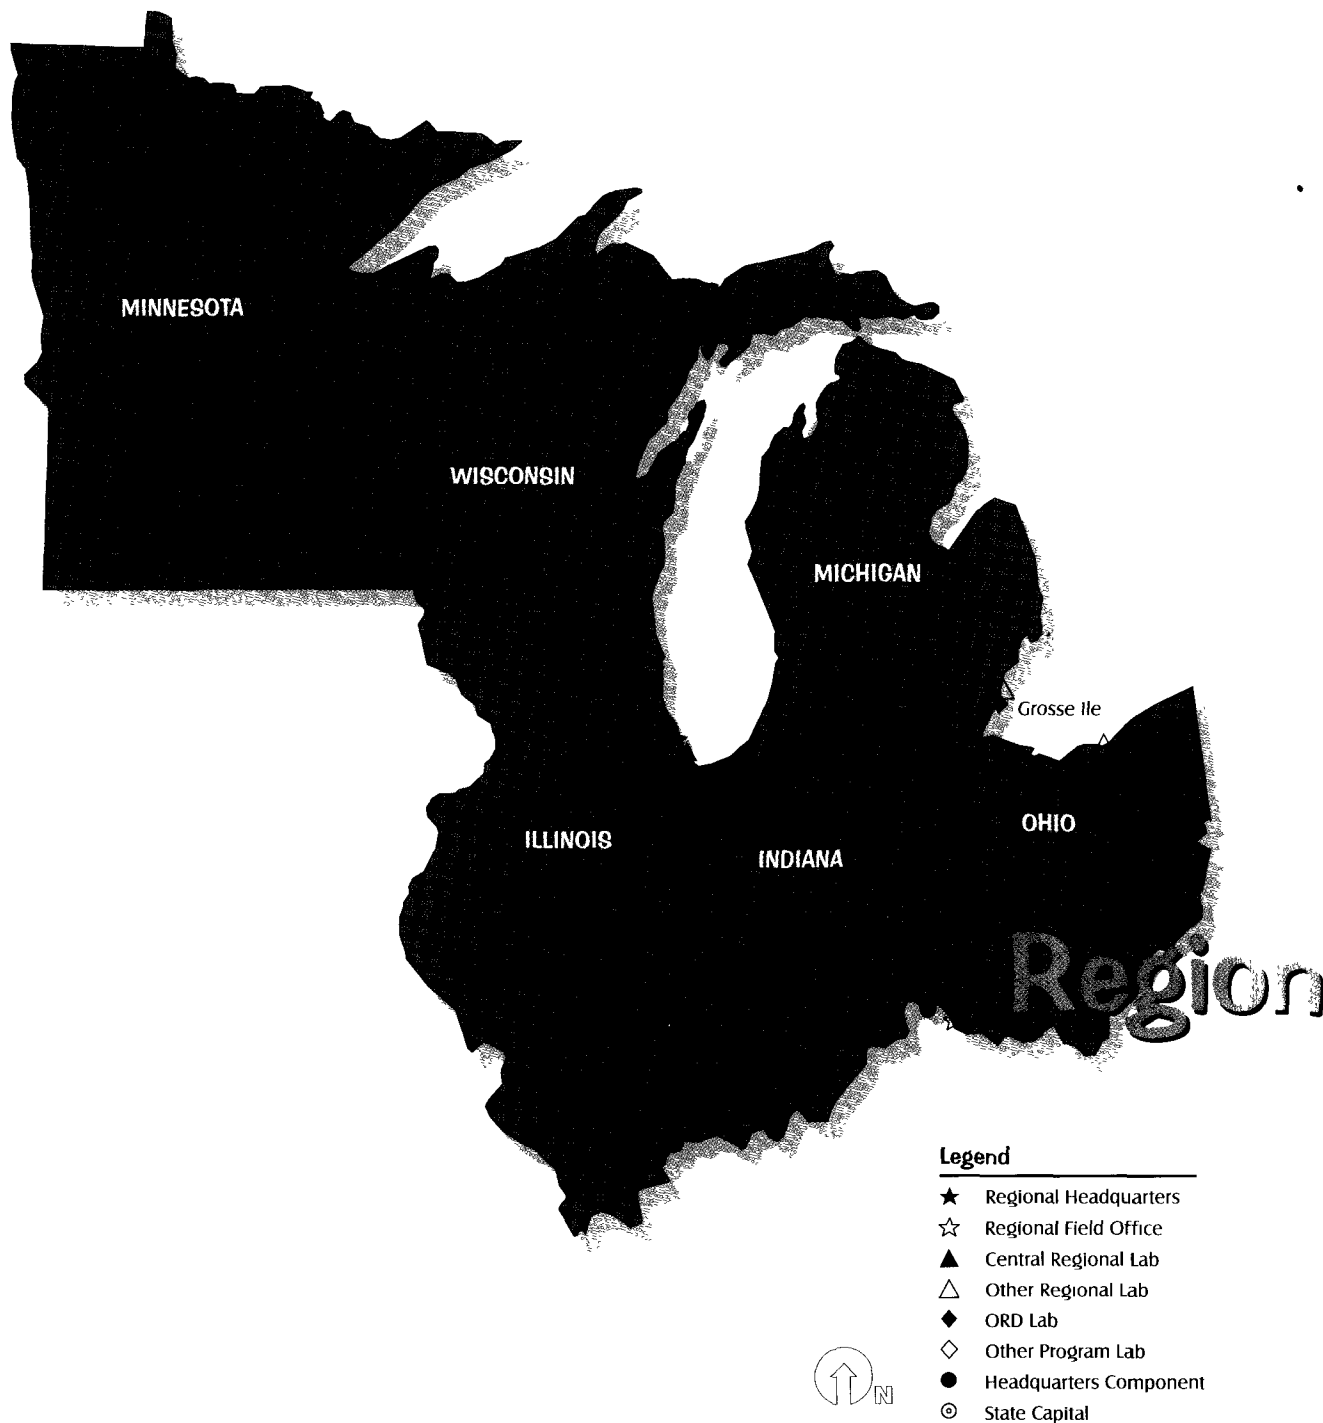 MINNESOTA
WISCONSIN
MICHIGAN
Grosse Ile
OHIO
ILLINOIS
INDIANA
Region
Legend
Regional Headquarters
Regional Field Office
Central Regional Lab
Other Regional Lab
ORD Lab
Other Program Lab
Headquarters Component
State Capital
N